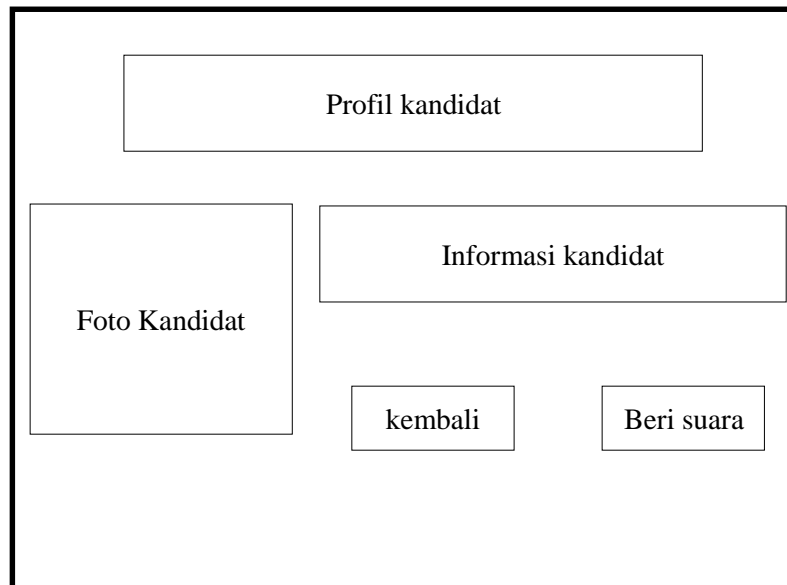 Profil kandidat
Informasi kandidat
Foto Kandidat
kembali
Beri suara